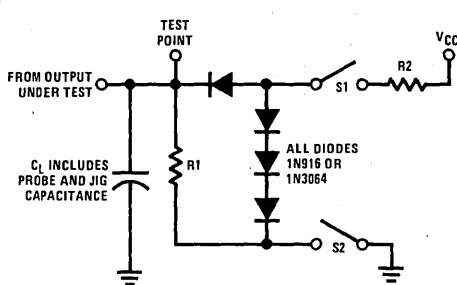 TEST
POINT
VCC
R2
FROM OUTPUT
UNDER TEST
S1
CL INCLUDES
PROBE AND JIG
CAPACITANCE
R1
ALL DIODES
1N916 OR
1N3064
S2